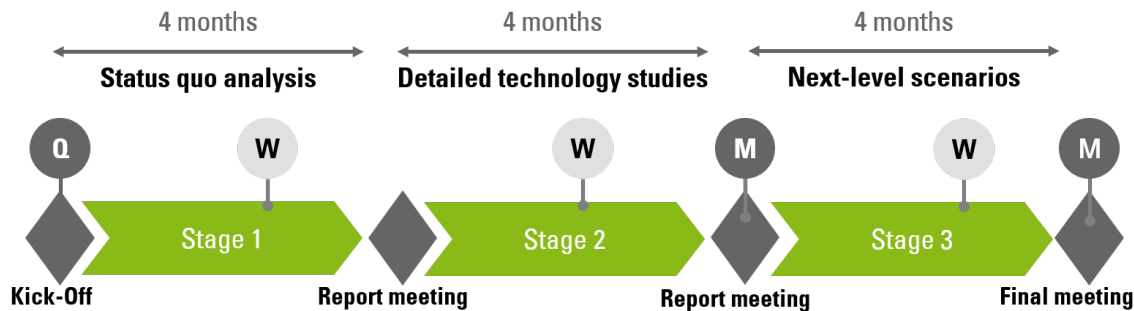 4 months
4 months
4 months
Status quo analysis
Detailed technology studies
Next-level scenarios
Q
W
W
M
W
M
Stage 1
Stage 2
Stage 3
Kick-Off
Report meeting
Report meeting
Final meeting